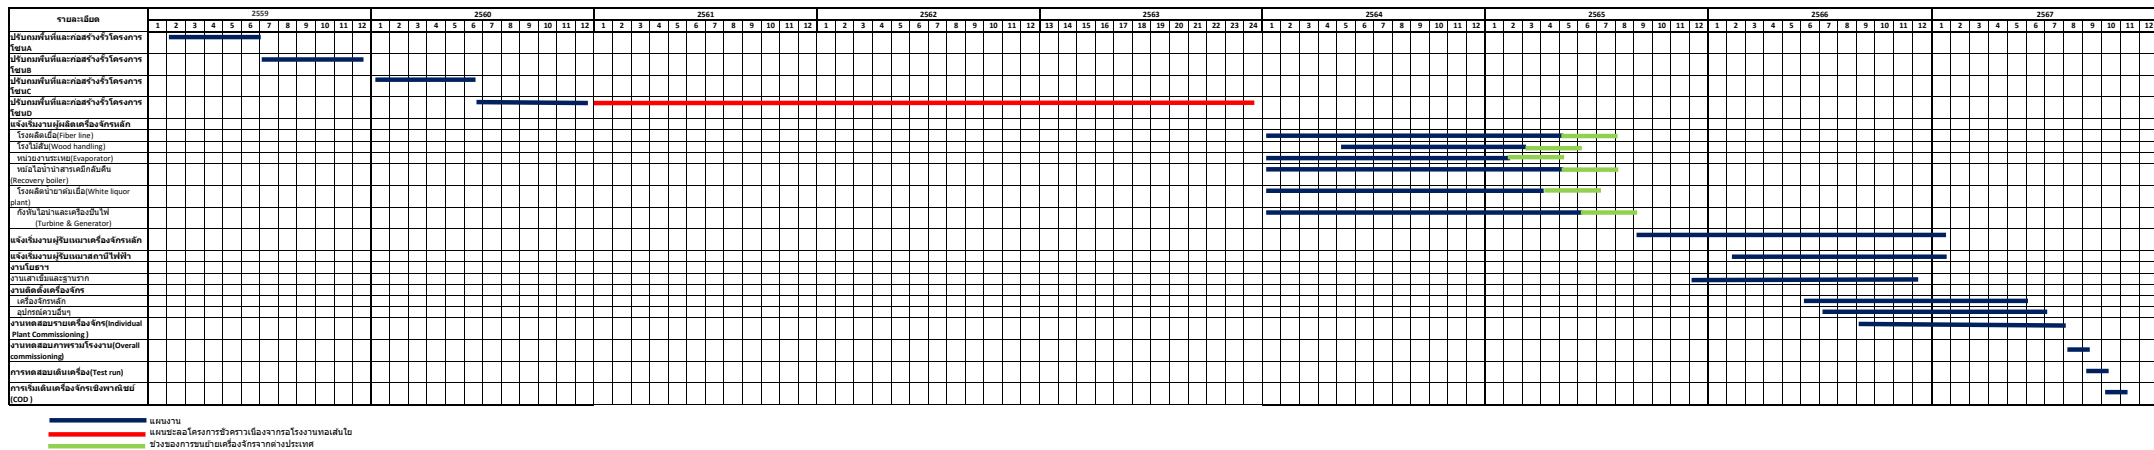 รายละเอียด 2559 2560 2561 2562 2563 2564 2565 2566 2567
1 2 3 4 5 6 7 8 9 10 11 12 1 2 3 4 5 6 7 8 9 10 11 12 1 2 3 4 5 6 7 8 9 10 11 12 1 2 3 4 5 6 7 8 9 10 11 12 13 14 15 16 17 18 19 20 21 22 23 24 1 2 3 4 5 6 7 8 9 10 11 12 1 2 3 4 5 6 7 8 9 10 11 12 1 2 3 4 5 6 7 8 9 10 11 12 1 2 3 4 5 6 7 8 9 10 11 12
ปรับถมพื้นที่และก่อสร้างรั้วโครงการ
โซนA
ปรับถมพื้นที่และก่อสร้างรั้วโครงการ
โซนB
ปรับถมพื้นที่และก่อสร้างรั้วโครงการ
โซนC
ปรับถมพื้นที่และก่อสร้างรั้วโครงการ
โซนD
แจ้งเริ่มงานผู้ผลิตเครื่องจักรหลัก
โรงผลิตเยื่อ(Fiber line)
โรงไม้สับ(Wood handling)
หน่วยงานระเหย(Evaporator)
หม้อไอน้ำนำสารเคมีกลับคืน
(Recovery boiler)
โรงผลิตน้ำยาต้มเยื่อ(White liquor
plant)
กังหันไอน้ำและเครื่องปั่นไฟ
(Turbine & Generator)
แจ้งเริ่มงานผู้รับเหมาเครื่องจักรหลัก
แจ้งเริ่มงานผู้รับเหมาสถานีไฟฟ้า
งานโยธาฯ
งานเสาเข็มและฐานราก
งานติดตั้งเครื่องจักร
เครื่องจักรหลัก
อุปกรณ์ควบอื่นๆ
งานทดสอบรายเครื่องจักร(Individual
Plant Commissioning )
งานทดสอบภาพรวมโรงงาน(Overall
commissioning)
การทดสอบเดินเครื่อง(Test run)
การเริ่มเดินเครื่องจักรเชิงพาณิชย์
(COD )
แผนงาน
แผนชะลอโครงการชั่วคราวเนื่องจากรอโรงงานทอเส้นใย
ช่วงของการขนย้ายเครื่องจักรจากต่างประเทศ